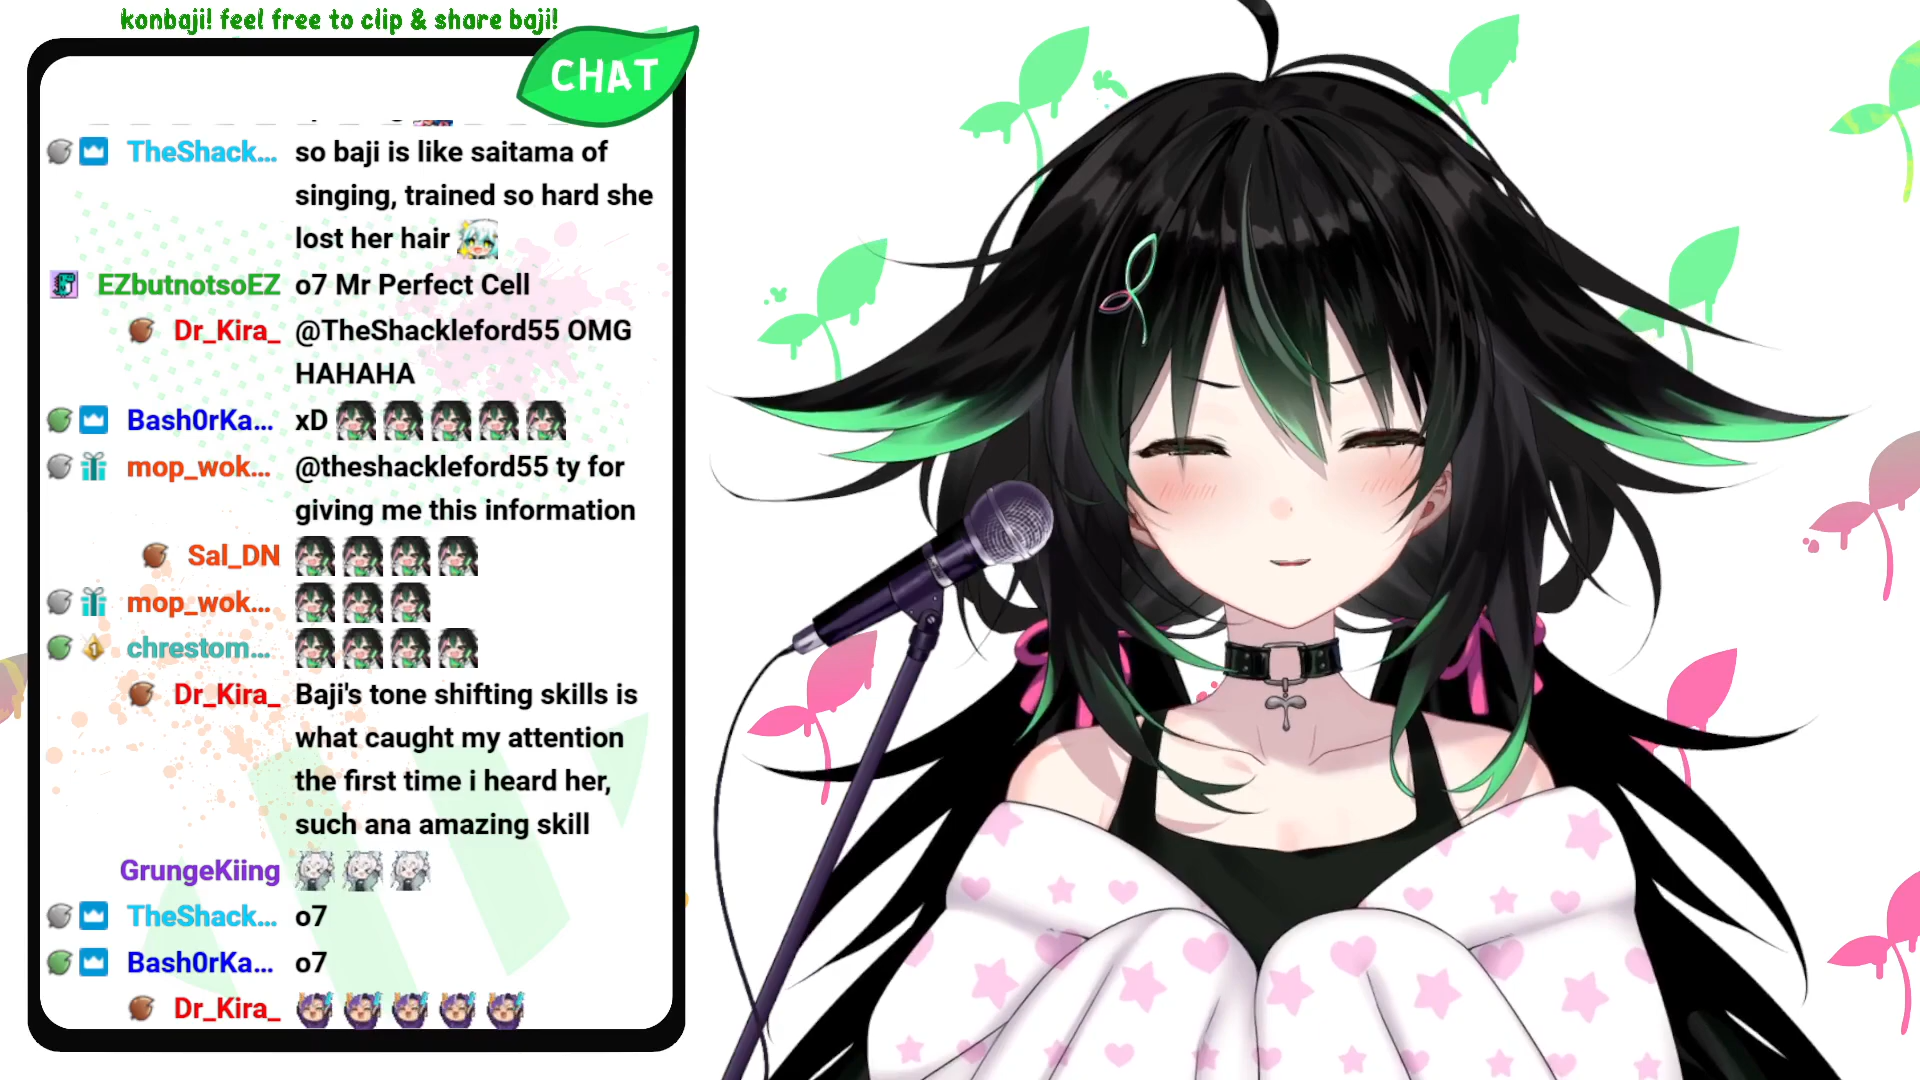 konbaji! feel free to clip & share baji!
CHAT
TheShack... so baji is like saitama of
singing, trained so hard she
lost her hair
EZbutnotsoEZ o7 Mr Perfect Cell
Dr_Kira_ @TheShackleford55 OMG
HAHAHA
Bash0rKa... xD
mop_wok... @theshackleford55 ty for
giving me this information
Sal_DN
mop_wok...
chrestom...
Dr_Kira_ Baji's tone shifting skills is
what caught my attention
the first time i heard her,
such ana amazing skill
GrungeKiing
TheShack... o7
Bash0rKa... o7
Dr_Kira_